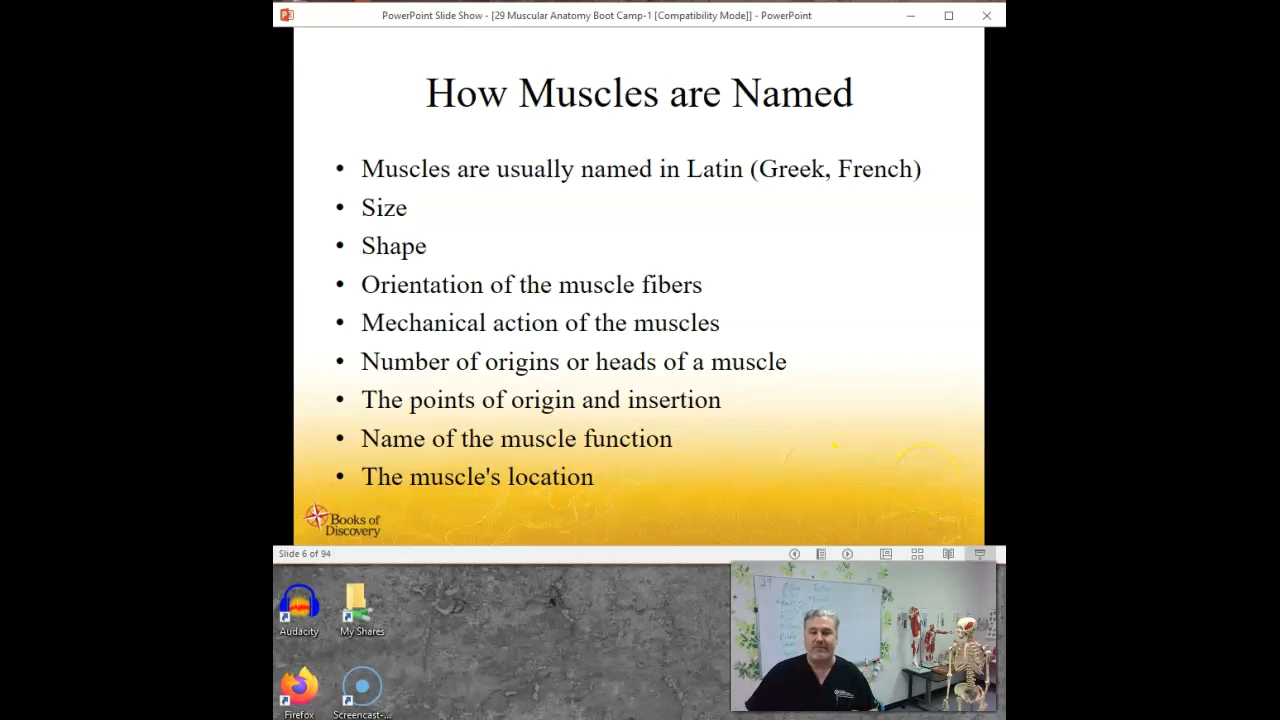 PowerPoint Slide Show - [29 Muscular Anatomy Boot Camp-1 [Compatibility Mode]] - PowerPoint
How Muscles are Named
• Muscles are usually named in Latin (Greek, French)
• Size
• Shape
• Orientation of the muscle fibers
• Mechanical action of the muscles
• Number of origins or heads of a muscle
• The points of origin and insertion
• Name of the muscle function
• The muscle's location
Books of
Discovery
Slide 6 of 94
Audacity
My Shares
Firefox
Screencast-...
29